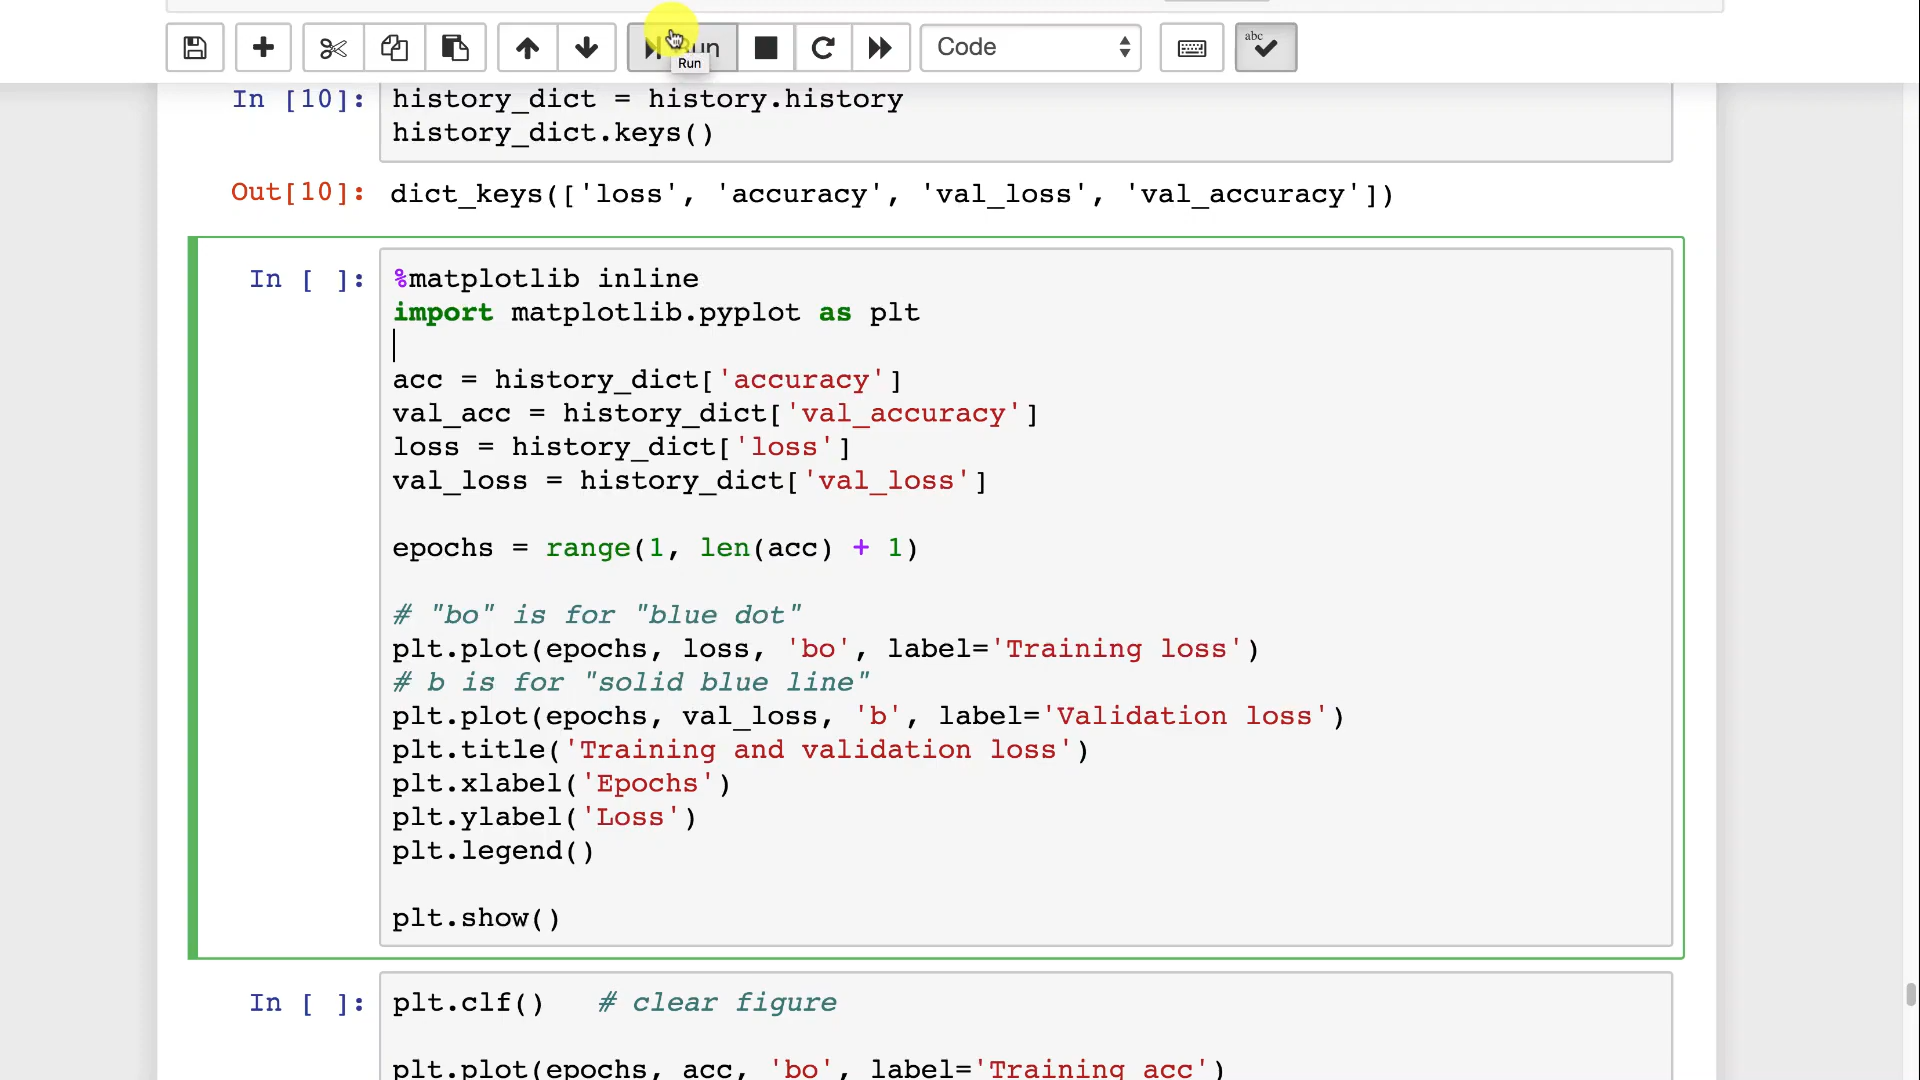 abc
Run
Code
Run
In [10]: history_dict = history.history
history_dict.keys()
Out[10]: dict_keys(['loss', 'accuracy', 'val_loss', 'val_accuracy'])
In [ ]: %matplotlib inline
import matplotlib.pyplot as plt
acc = history_dict['accuracy']
val_acc = history_dict['val_accuracy']
loss = history_dict['loss']
val_loss = history_dict['val_loss']
epochs = range(1, len(acc) + 1)
# "bo" is for "blue dot"
plt.plot(epochs, loss, 'bo', label='Training loss')
# b is for "solid blue line"
plt.plot(epochs, val_loss, 'b', label='Validation loss')
plt.title('Training and validation loss')
plt.xlabel('Epochs')
plt.ylabel('Loss')
plt.legend()
plt.show()
In [ ]: plt.clf()   # clear figure
plt.plot(epochs, acc, 'bo', label='Training acc')